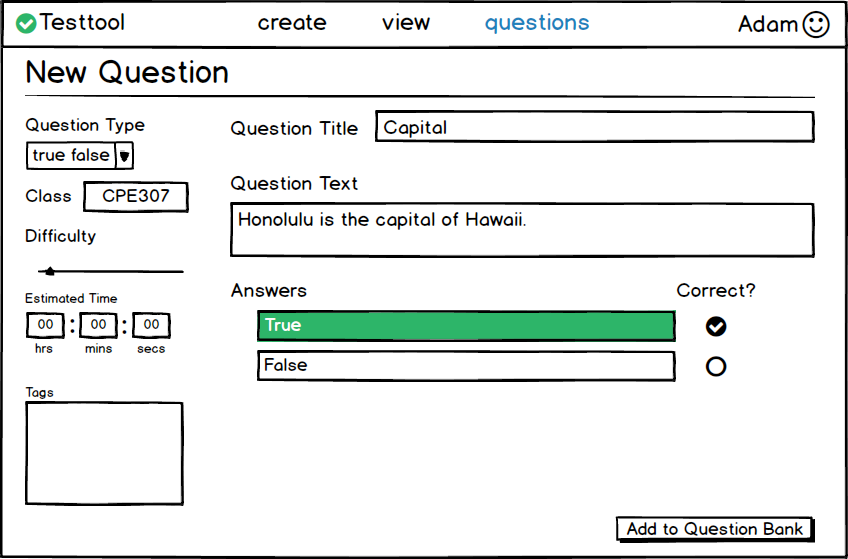 Testtool create view questions Adam
New Question
Question Type
true false
Class CPE307
Difficulty
Estimated Time
00 : 00 : 00
hrs mins secs
Tags
Question Title Capital
Question Text
Honolulu is the capital of Hawaii.
Answers Correct?
True
False
Add to Question Bank